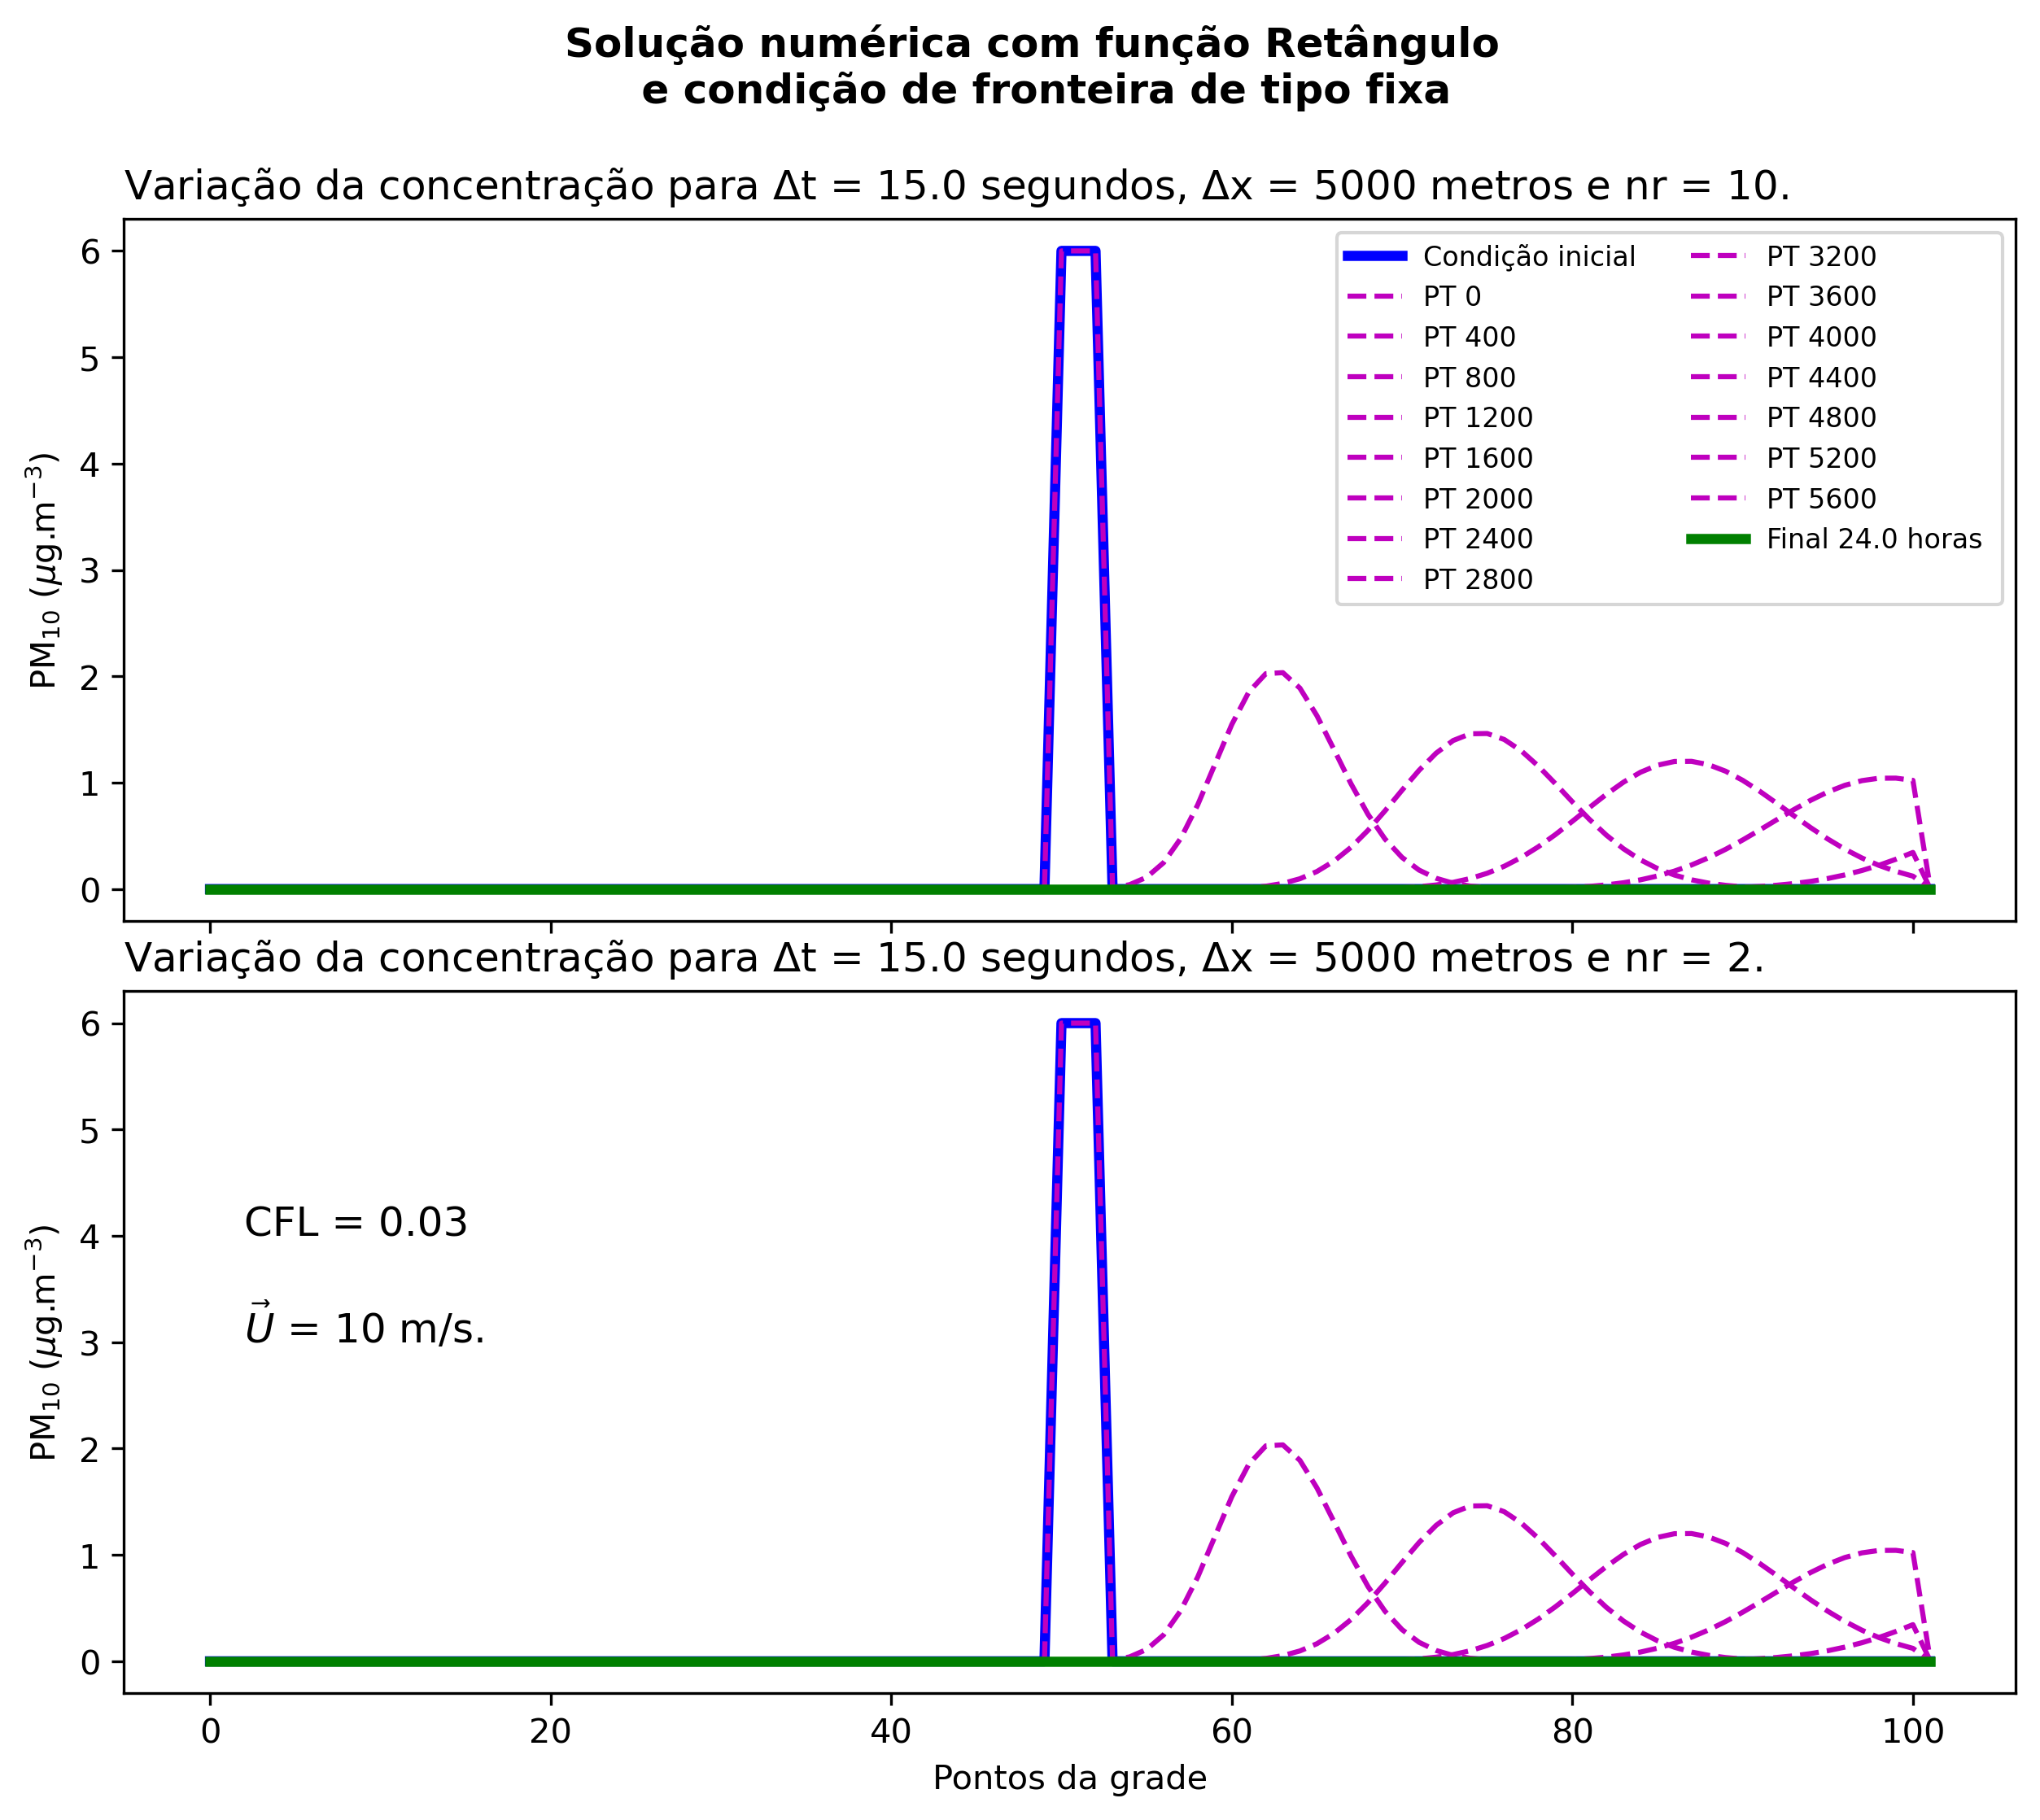 Solução numérica com função Retângulo
e condição de fronteira de tipo fixa
Variação da concentração para Δt = 15.0 segundos, Δx = 5000 metros e nr = 10.
6
5
4
3
2
1
0
PM₁₀ (μg.m⁻³)
Condição inicial
PT 0
PT 400
PT 800
PT 1200
PT 1600
PT 2000
PT 2400
PT 2800
PT 3200
PT 3600
PT 4000
PT 4400
PT 4800
PT 5200
PT 5600
Final 24.0 horas
Variação da concentração para Δt = 15.0 segundos, Δx = 5000 metros e nr = 2.
6
5
4
3
2
1
0
PM₁₀ (μg.m⁻³)
CFL = 0.03
U⃗ = 10 m/s.
0 20 40 60 80 100
Pontos da grade